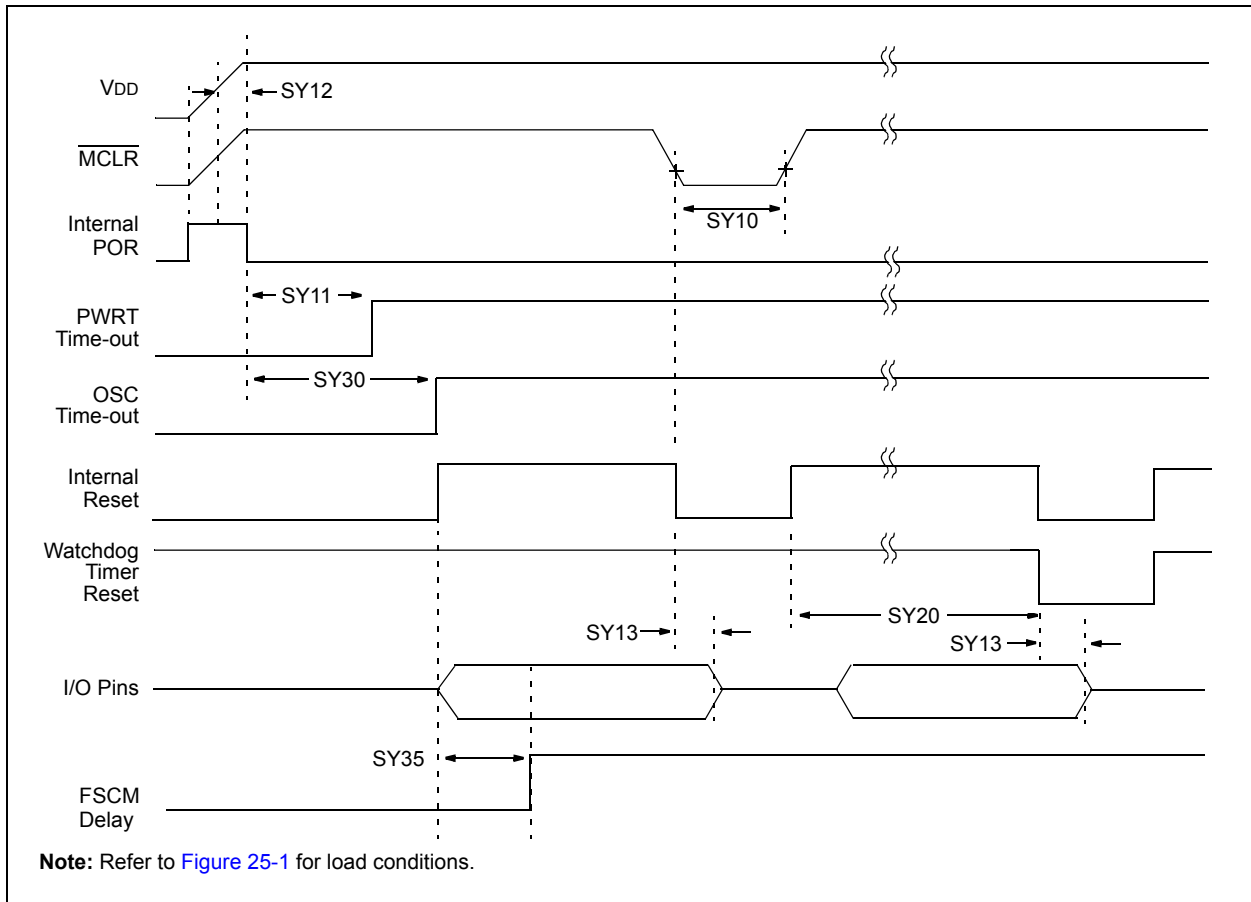 VDD
SY12
MCLR
SY10
Internal
POR
SY11
PWRT
Time-out
SY30
OSC
Time-out
Internal
Reset
Watchdog
Timer
Reset
SY20
SY13
SY13
I/O Pins
SY35
FSCM
Delay
Note: Refer to Figure 25-1 for load conditions.